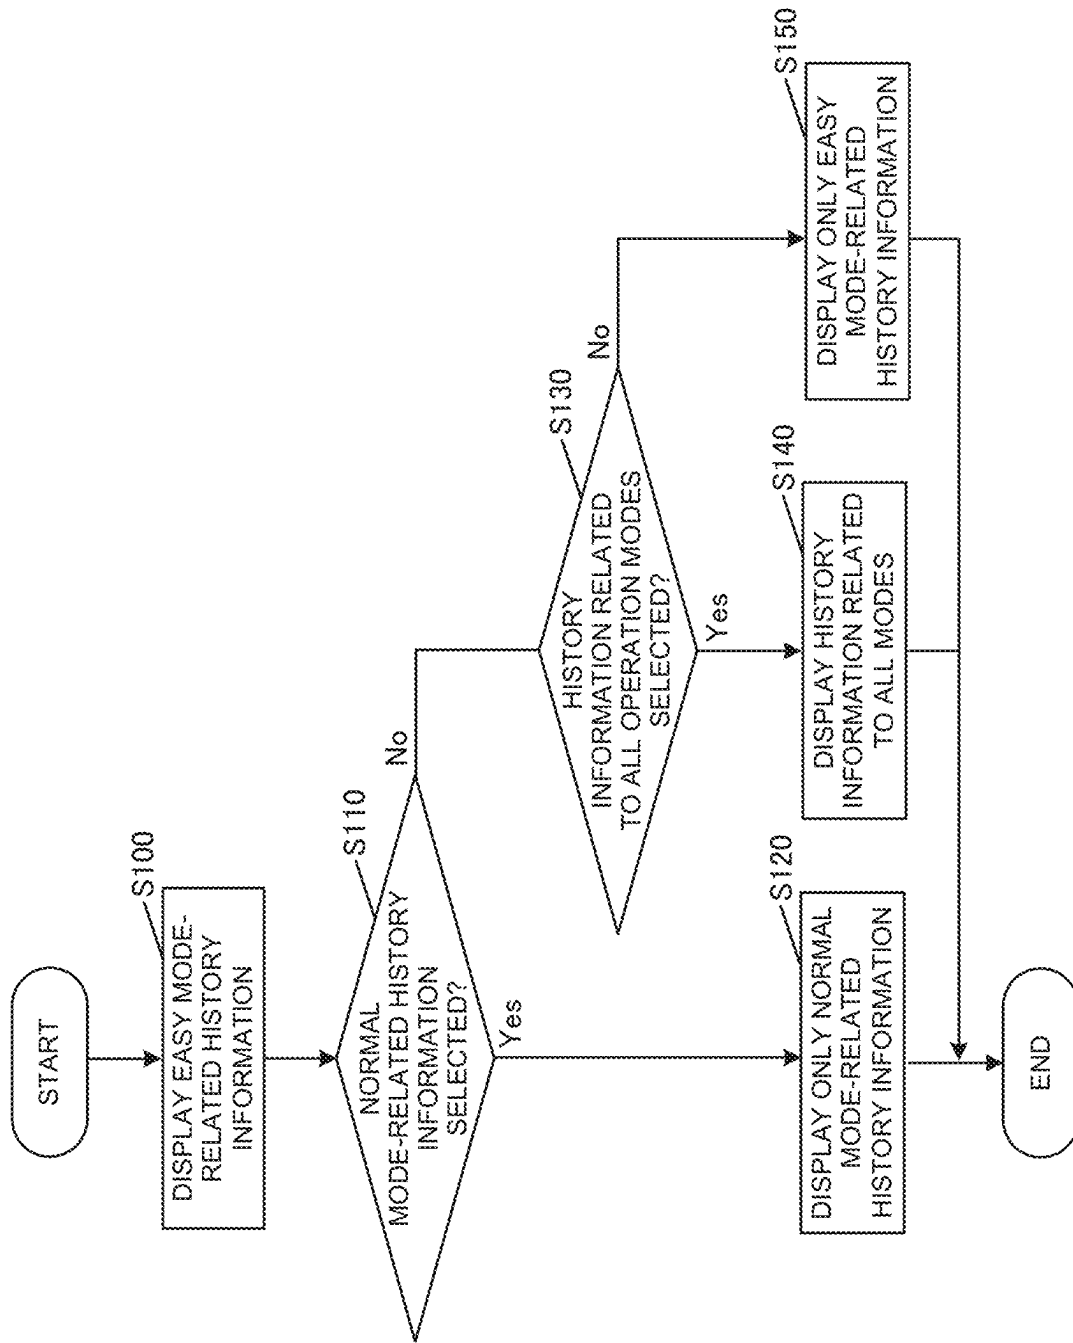 START
S100
DISPLAY EASY MODE-
RELATED HISTORY
INFORMATION
S110
NORMAL
MODE-RELATED HISTORY
INFORMATION
SELECTED?
No
Yes
S130
HISTORY
INFORMATION RELATED
TO ALL OPERATION MODES
SELECTED?
No
Yes
S120
DISPLAY ONLY NORMAL
MODE-RELATED
HISTORY INFORMATION
S140
DISPLAY HISTORY
INFORMATION RELATED
TO ALL MODES
S150
DISPLAY ONLY EASY
MODE-RELATED
HISTORY INFORMATION
END